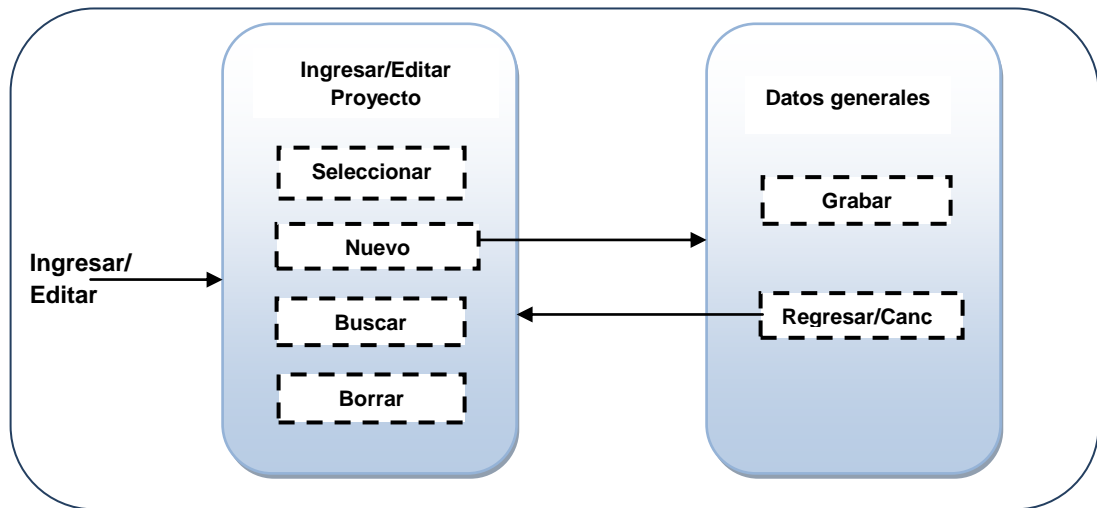 Ingresar/Editar
Proyecto
Seleccionar
Nuevo
Buscar
Borrar
Ingresar/
Editar
Datos generales
Grabar
Regresar/Canc